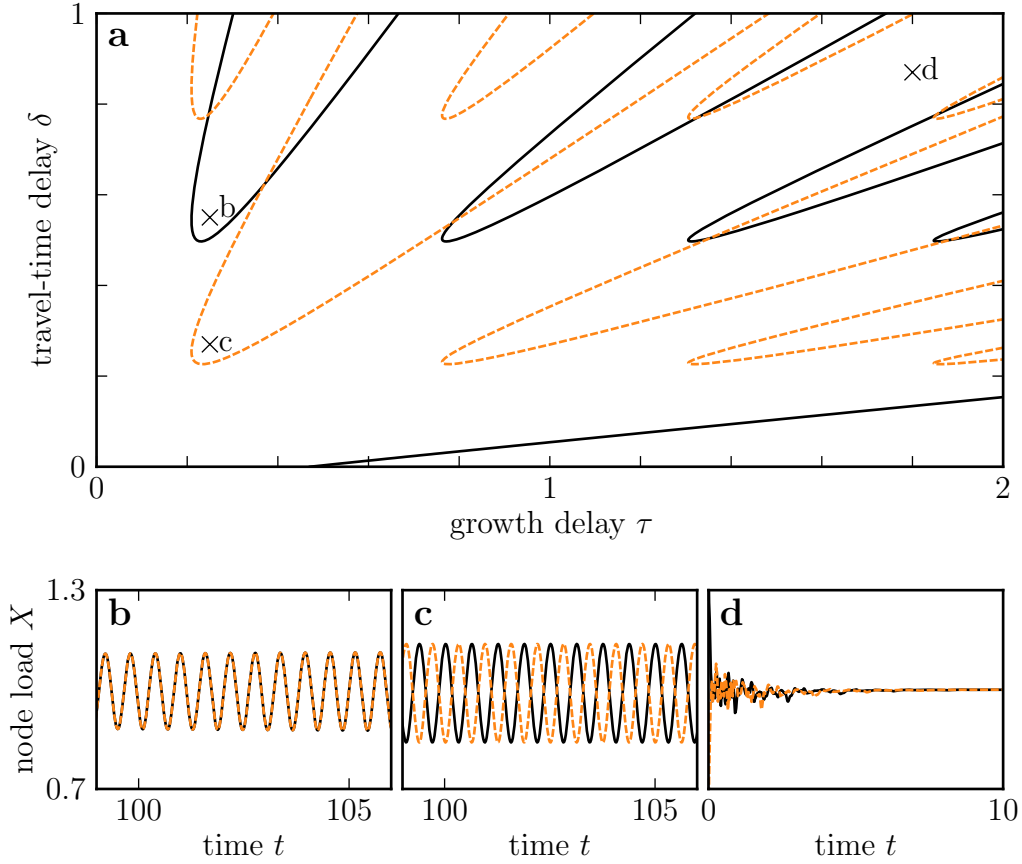 a
b
c
d
travel-time delay δ
1
0
0
1
2
growth delay τ
b
c
d
node load X
1.3
0.7
100
105
100
105
0
10
time t
time t
time t